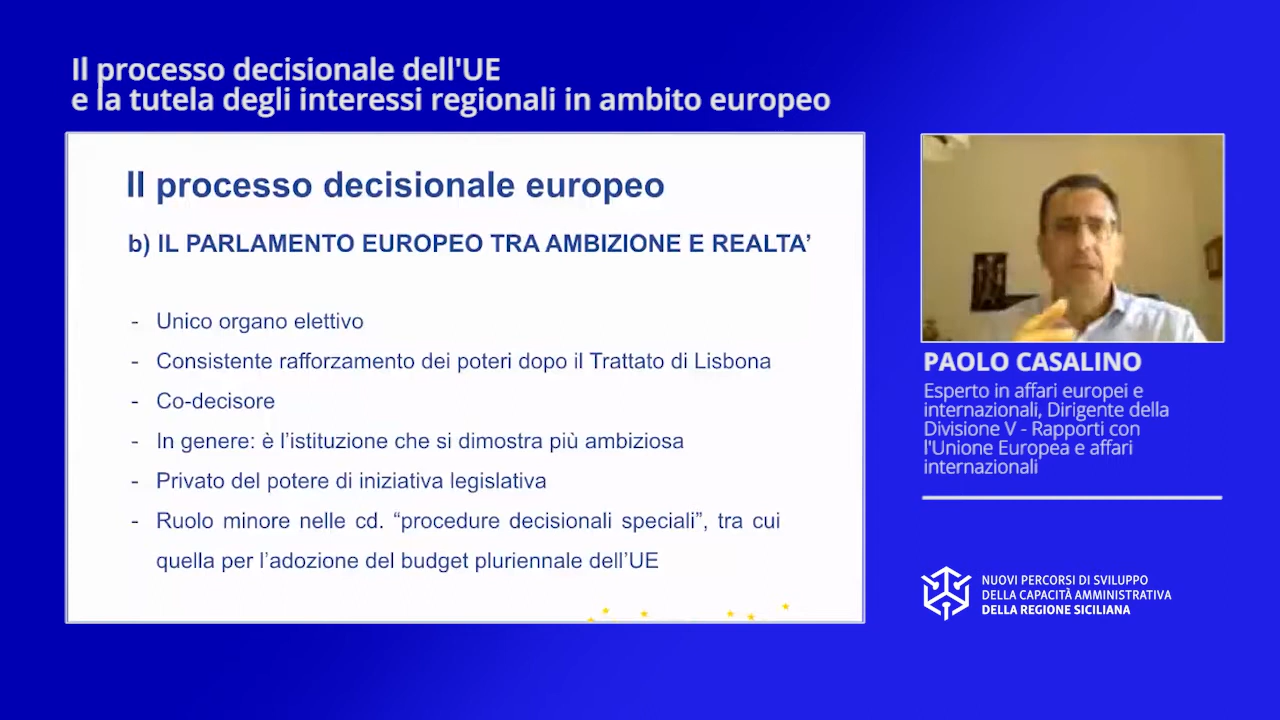 Il processo decisionale dell'UE
e la tutela degli interessi regionali in ambito europeo
Il processo decisionale europeo
b) IL PARLAMENTO EUROPEO TRA AMBIZIONE E REALTA’
- Unico organo elettivo
- Consistente rafforzamento dei poteri dopo il Trattato di Lisbona
- Co-decisore
- In genere: è l’istituzione che si dimostra più ambiziosa
- Privato del potere di iniziativa legislativa
- Ruolo minore nelle cd. “procedure decisionali speciali”, tra cui
quella per l’adozione del budget pluriennale dell’UE
PAOLO CASALINO
Esperto in affari europei e
internazionali, Dirigente della
Divisione V - Rapporti con
l'Unione Europea e affari
internazionali
NUOVI PERCORSI DI SVILUPPO
DELLA CAPACITÀ AMMINISTRATIVA
DELLA REGIONE SICILIANA